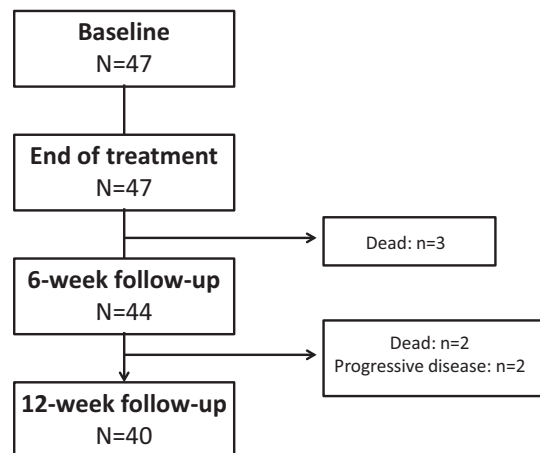 Baseline
N=47
End of treatment
N=47
Dead: n=3
6-week follow-up
N=44
Dead: n=2
Progressive disease: n=2
12-week follow-up
N=40